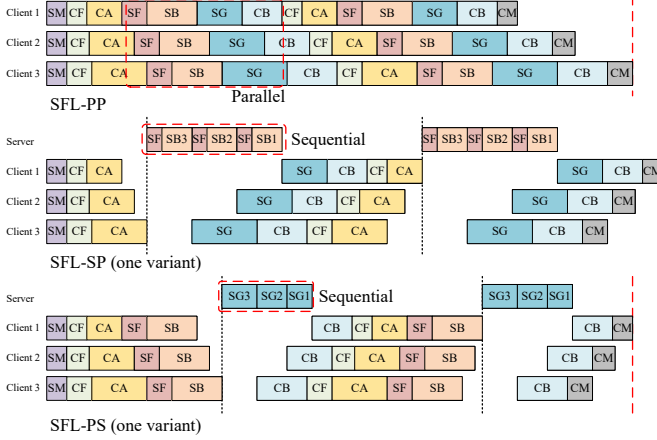 Client 1 SM CF CA SF SB SG CB CF CA SF SB SG CB CM
Client 2 SM CF CA SF SB SG CB CF CA SF SB SG CB CM
Client 3 SM CF CA SF SB SG CB CF CA SF SB SG CB CM
SFL-PP Parallel
Server SF SB3 SF SB2 SF SB1 Sequential SF SB3 SF SB2 SF SB1
Client 1 SM CF CA SG CB CF CA SG CB CM
Client 2 SM CF CA SG CB CF CA SG CB CM
Client 3 SM CF CA SG CB CF CA SG CB CM
SFL-SP (one variant)
Server SG3 SG2 SG1 Sequential SG3 SG2 SG1
Client 1 SM CF CA SF SB CB CF CA SF SB CB CM
Client 2 SM CF CA SF SB CB CF CA SF SB CB CM
Client 3 SM CF CA SF SB CB CF CA SF SB CB CM
SFL-PS (one variant)